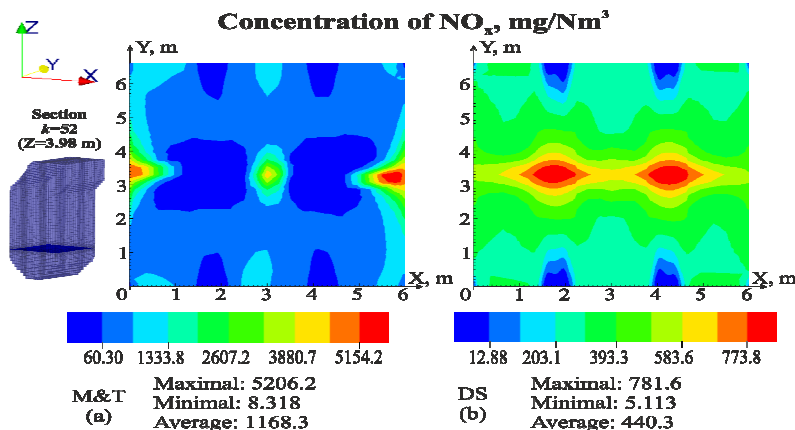 Concentration of NOx, mg/Nm³
Z
Y
X
Section
k=52
(Z=3.98 m)
Y, m
6
5
4
3
2
1
0 1 2 3 4 5 6
X, m
Y, m
6
5
4
3
2
1
0 1 2 3 4 5 6
X, m
60.30 1333.8 2607.2 3880.7 5154.2
12.88 203.1 393.3 583.6 773.8
M&T
(a)
Maximal: 5206.2
Minimal: 8.318
Average: 1168.3
DS
(b)
Maximal: 781.6
Minimal: 5.113
Average: 440.3